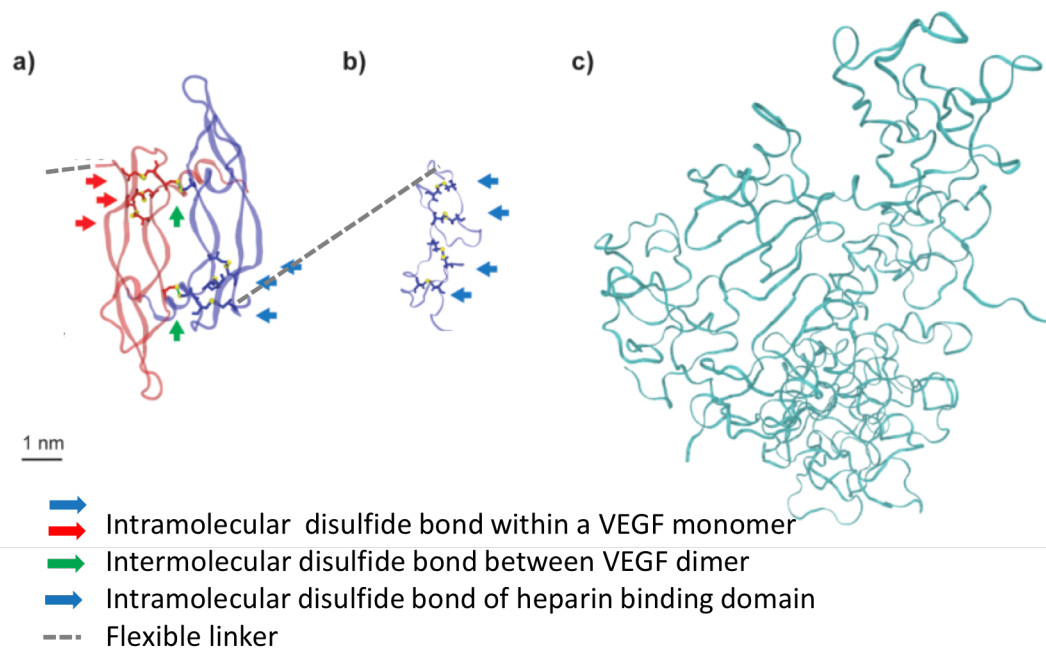 a)
b)
c)
1 nm
Intramolecular disulfide bond within a VEGF monomer
Intermolecular disulfide bond between VEGF dimer
Intramolecular disulfide bond of heparin binding domain
Flexible linker